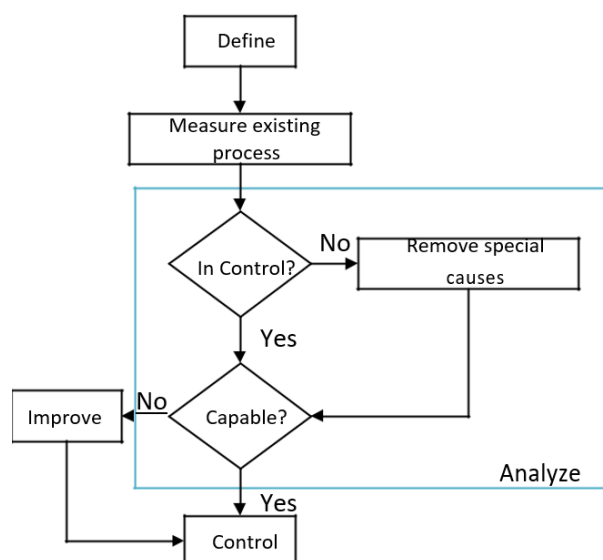 Define
Measure existing
process
No
Remove special
causes
In Control?
Yes
No
Improve
Capable?
Analyze
Yes
Control